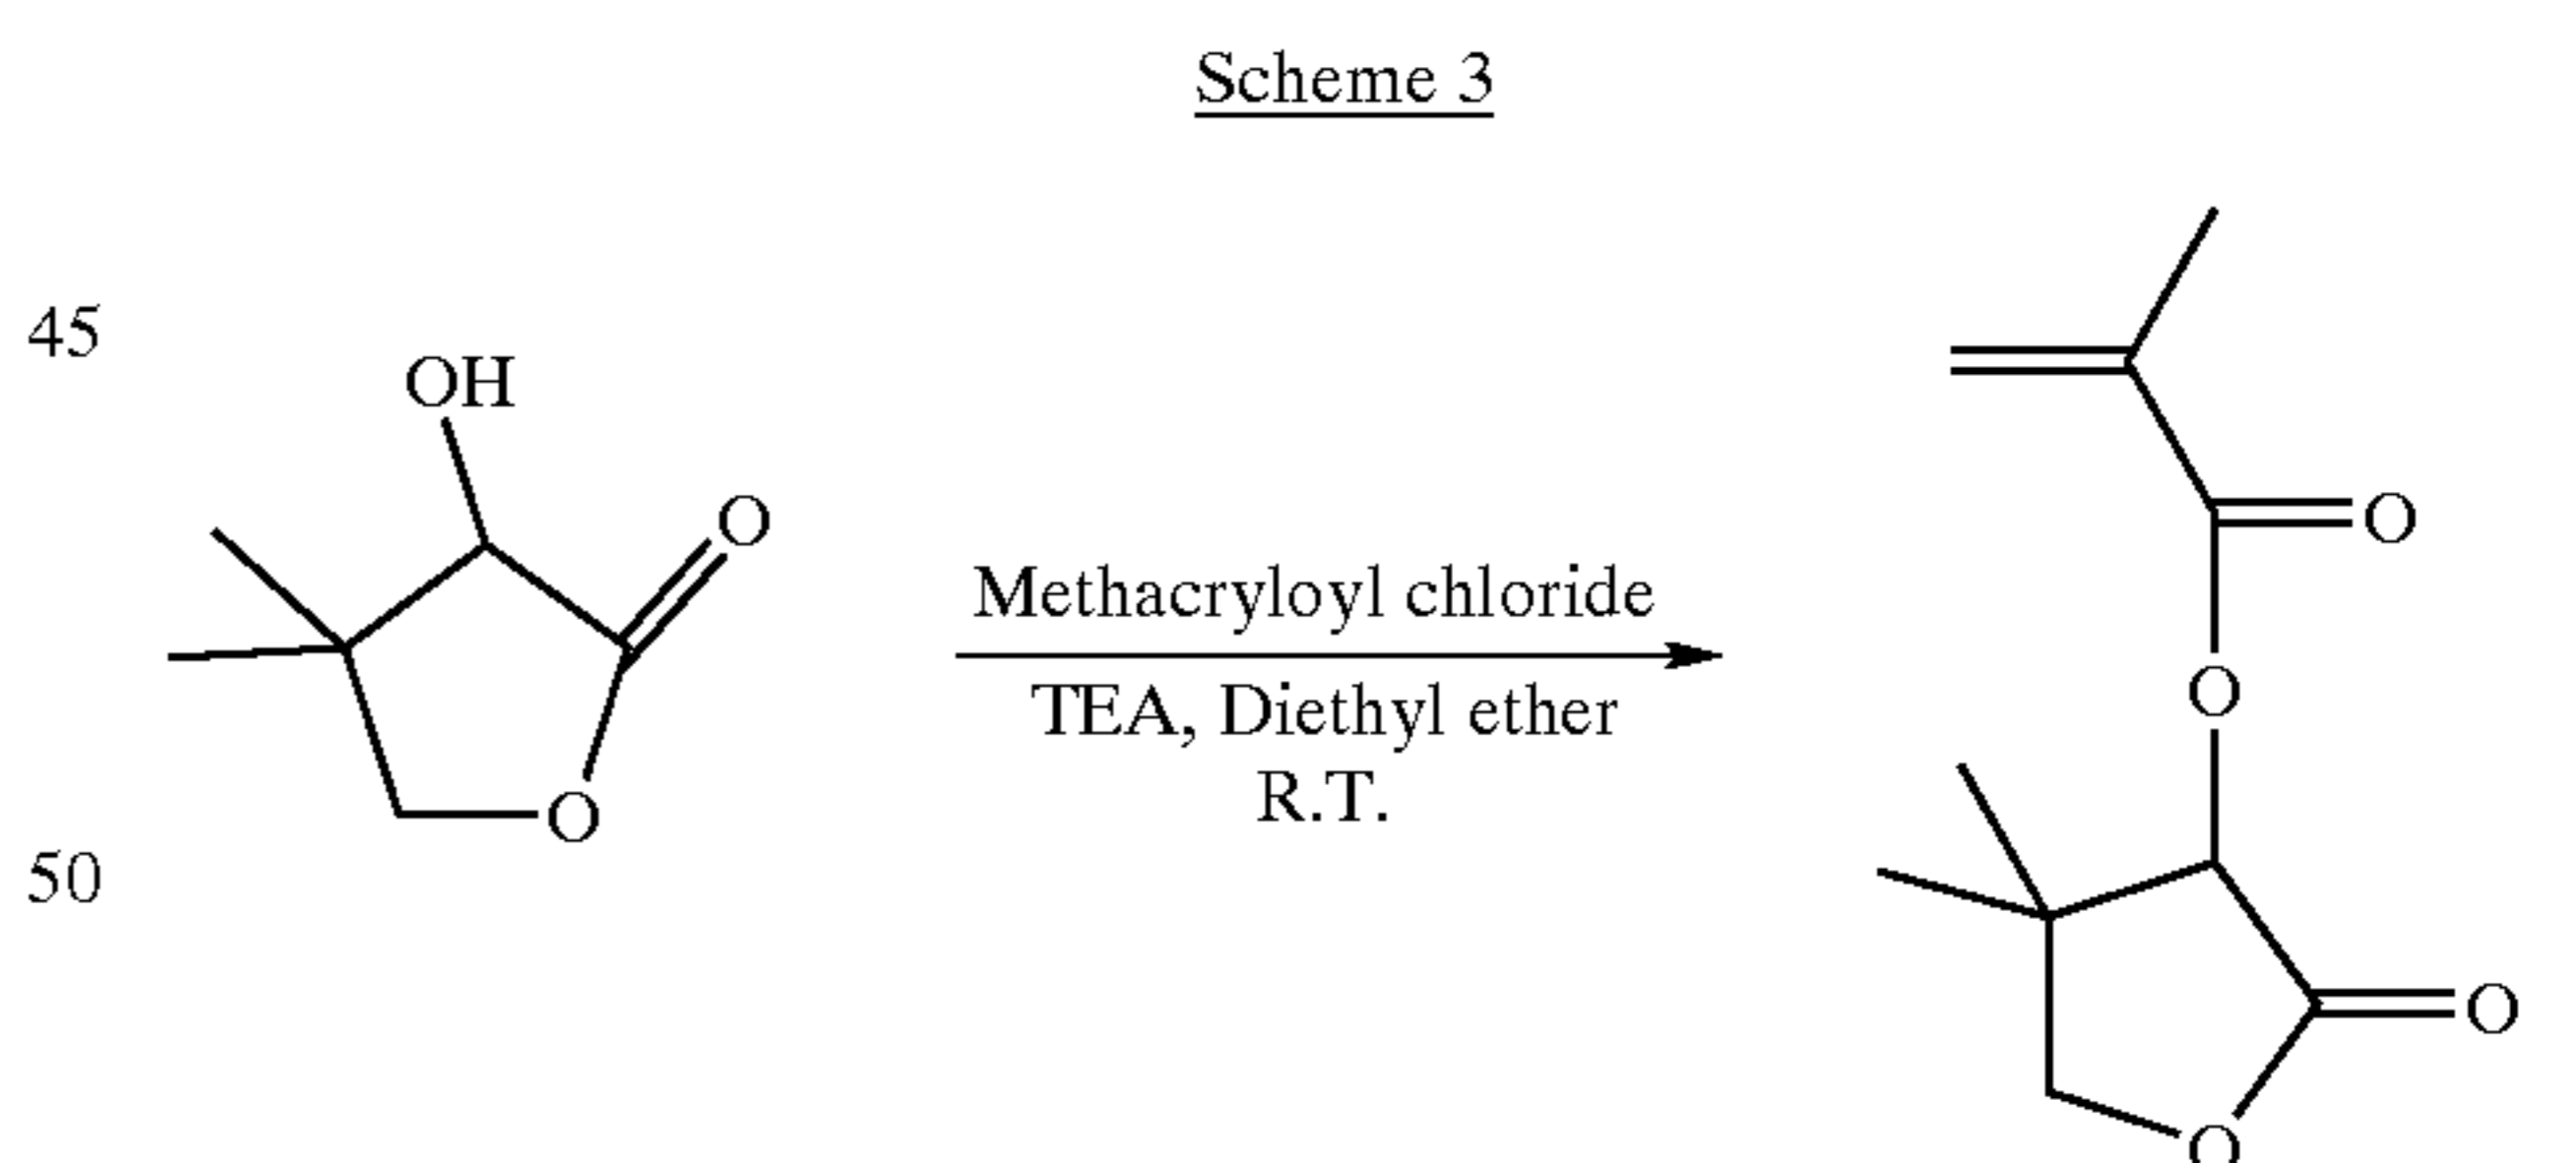 Scheme 3
45
OH
O
Methacryloyl chloride
TEA, Diethyl ether
R.T.
O
50
O
O
O
O